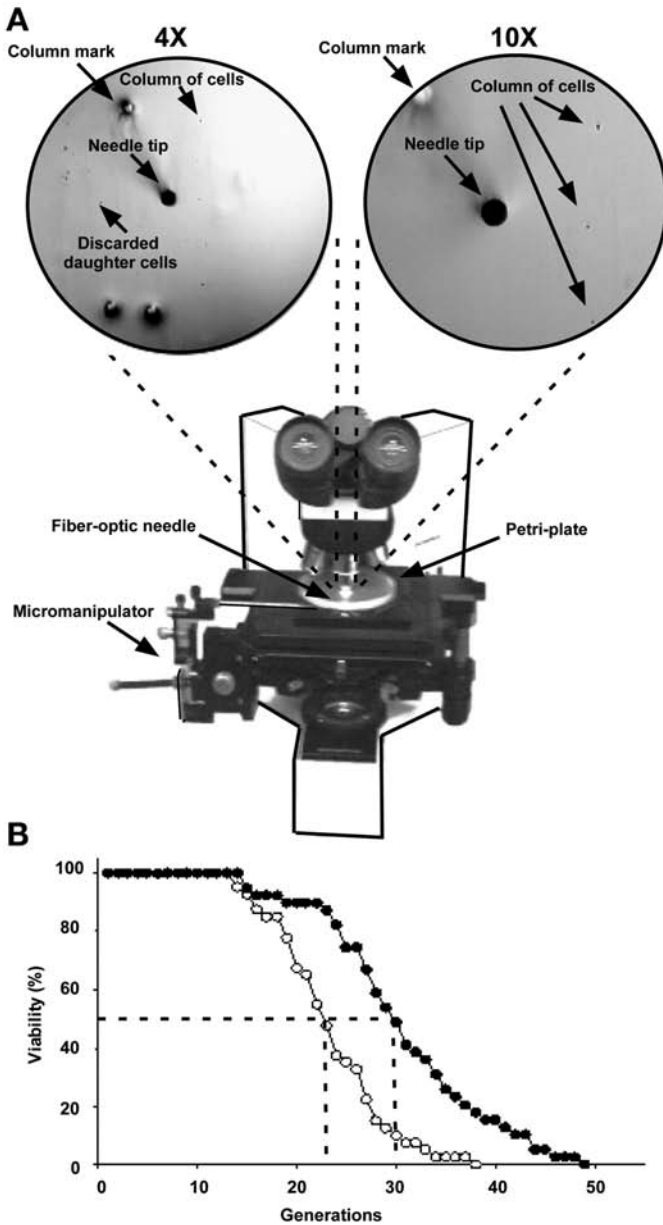 A
4X
10X
Column mark
Column of cells
Needle tip
Discarded
daughter cells
Column mark
Column of cells
Needle tip
Fiber-optic needle
Petri-plate
Micromanipulator
B
100
80
60
40
20
0
Viability (%)
0 10 20 30 40 50
Generations